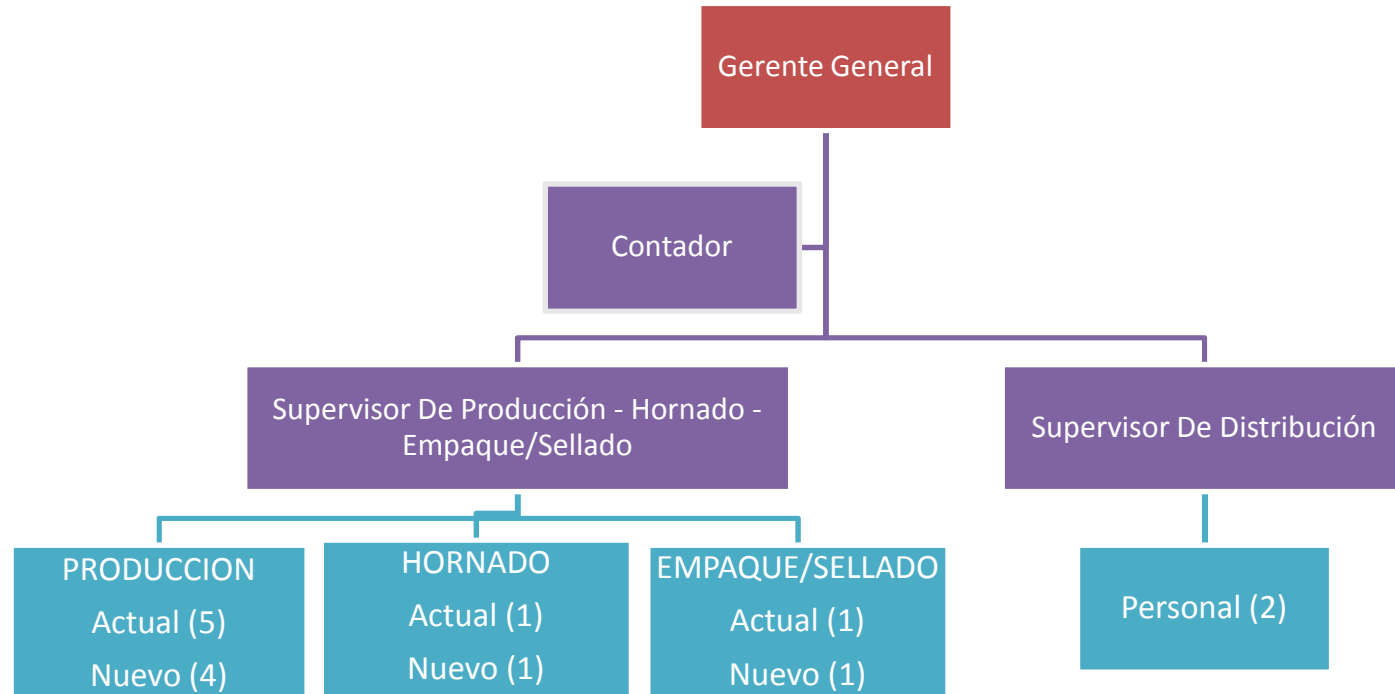 Gerente General
Contador
Supervisor De Producción - Hornado -
Empaque/Sellado
Supervisor De Distribución
PRODUCCION
Actual (5)
Nuevo (4)
HORNADO
Actual (1)
Nuevo (1)
EMPAQUE/SELLADO
Actual (1)
Nuevo (1)
Personal (2)